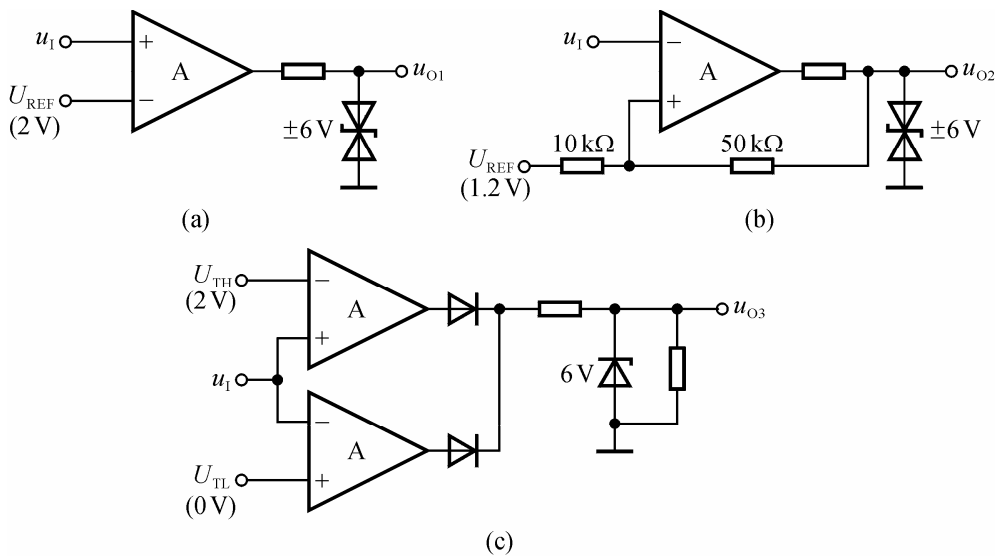 u_I
+
A
U_REF
−
(2 V)
u_O1
±6 V
(a)
u_I
−
A
+
10 kΩ
50 kΩ
U_REF
(1.2 V)
u_O2
±6 V
(b)
U_TH
(2 V)
−
A
+
u_I
−
A
U_TL
+
(0 V)
6 V
u_O3
(c)